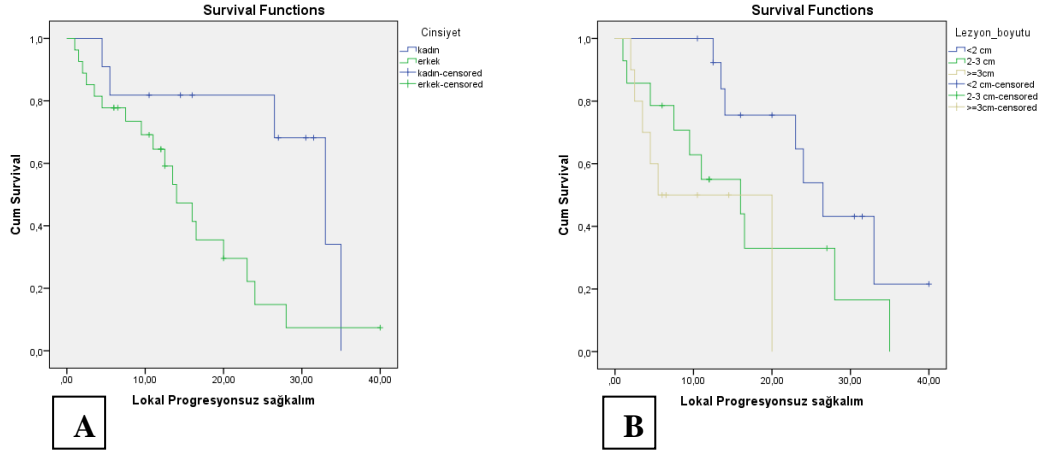 Survival Functions
Cinsiyet
kadın
erkek
kadın-censored
erkek-censored
Cum Survival
1,0
0,8
0,6
0,4
0,2
0,0
,00
10,00
20,00
30,00
40,00
Lokal Progresyonsuz sağkalım
A
Survival Functions
Lezyon_boyutu
<2 cm
2-3 cm
>=3cm
<2 cm-censored
2-3 cm-censored
>=3cm-censored
Cum Survival
1,0
0,8
0,6
0,4
0,2
0,0
,00
10,00
20,00
30,00
40,00
Lokal Progresyonsuz sağkalım
B